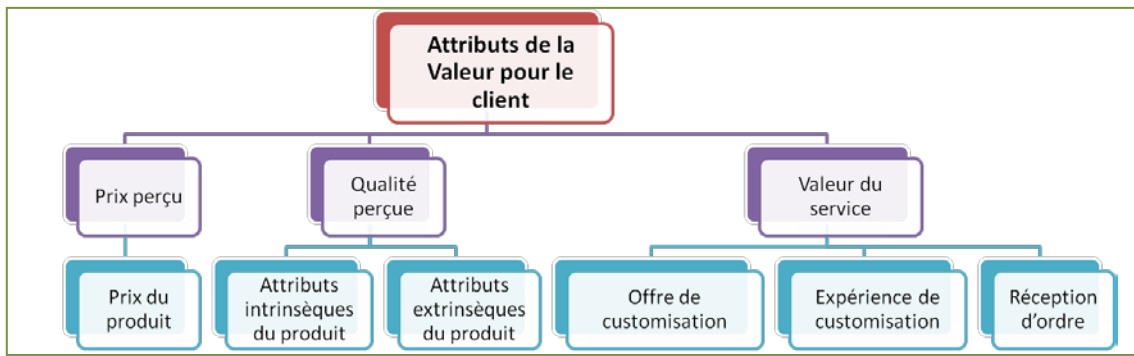 Attributs de la
Valeur pour le
client
Prix perçu
Qualité
perçue
Valeur du
service
Prix du
produit
Attributs
intrinsèques
du produit
Attributs
extrinsèques
du produit
Offre de
customisation
Expérience de
customisation
Réception
d'ordre